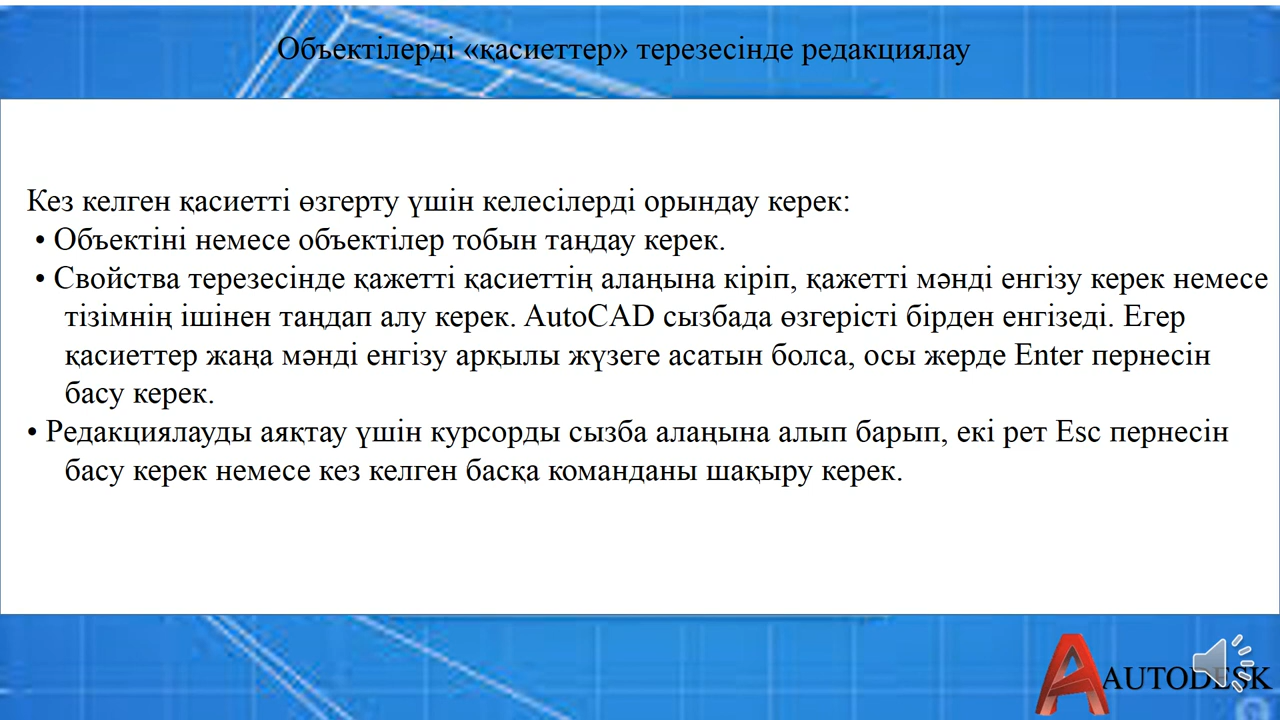 Объектілерді «қасиеттер» терезесінде редакциялау
Кез келген қасиетті өзгерту үшін келесілерді орындау керек:
• Объектіні немесе объектілер тобын таңдау керек.
• Свойства терезесінде қажетті қасиеттің алаңына кіріп, қажетті мәнді енгізу керек немесе
тізімнің ішінен таңдап алу керек. AutoCAD сызбада өзгерісті бірден енгізеді. Егер
қасиеттер жаңа мәнді енгізу арқылы жүзеге асатын болса, осы жерде Enter пернесін
басу керек.
• Редакциялауды аяқтау үшін курсорды сызба алаңына алып барып, екі рет Esc пернесін
басу керек немесе кез келген басқа команданы шақыру керек.
AUTODESK